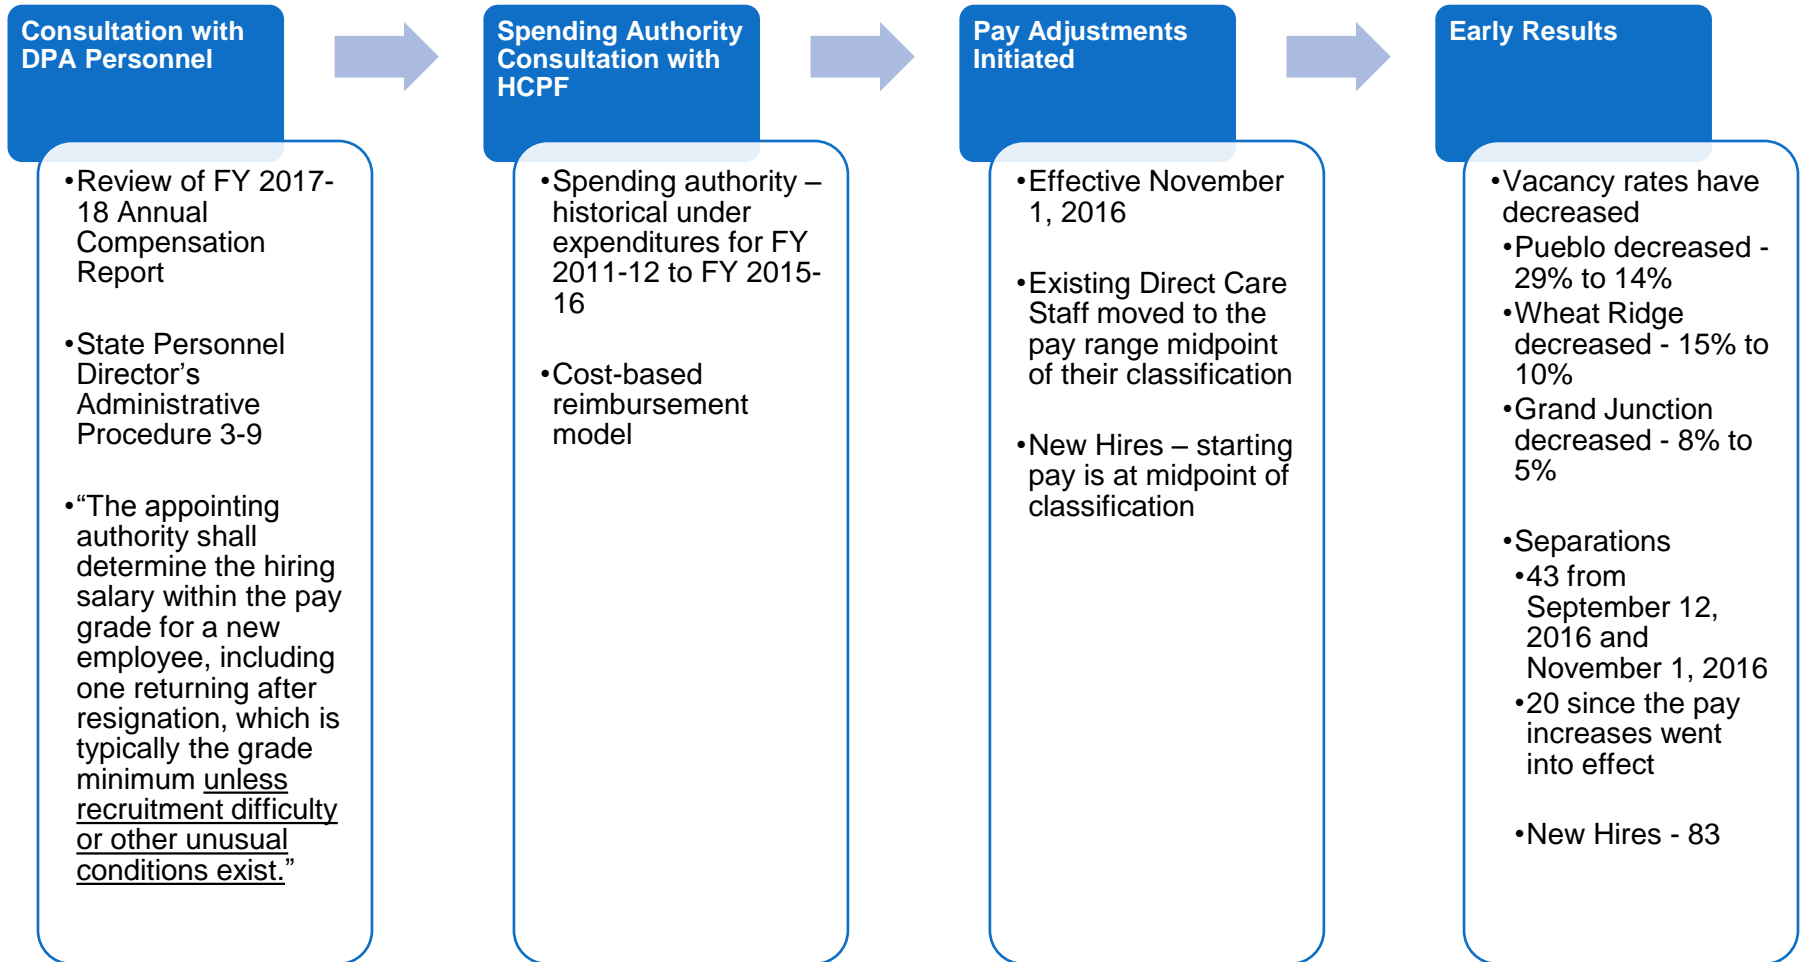 Consultation with
DPA Personnel
•Review of FY 2017-
18 Annual
Compensation
Report
•State Personnel
Director’s
Administrative
Procedure 3-9
•“The appointing
authority shall
determine the hiring
salary within the pay
grade for a new
employee, including
one returning after
resignation, which is
typically the grade
minimum unless
recruitment difficulty
or other unusual
conditions exist.”
Spending Authority
Consultation with
HCPF
•Spending authority –
historical under
expenditures for FY
2011-12 to FY 2015-
16
•Cost-based
reimbursement
model
Pay Adjustments
Initiated
•Effective November
1, 2016
•Existing Direct Care
Staff moved to the
pay range midpoint
of their classification
•New Hires – starting
pay is at midpoint of
classification
Early Results
•Vacancy rates have
decreased
•Pueblo decreased -
29% to 14%
•Wheat Ridge
decreased - 15% to
10%
•Grand Junction
decreased - 8% to
5%
•Separations
•43 from
September 12,
2016 and
November 1, 2016
•20 since the pay
increases went
into effect
•New Hires - 83